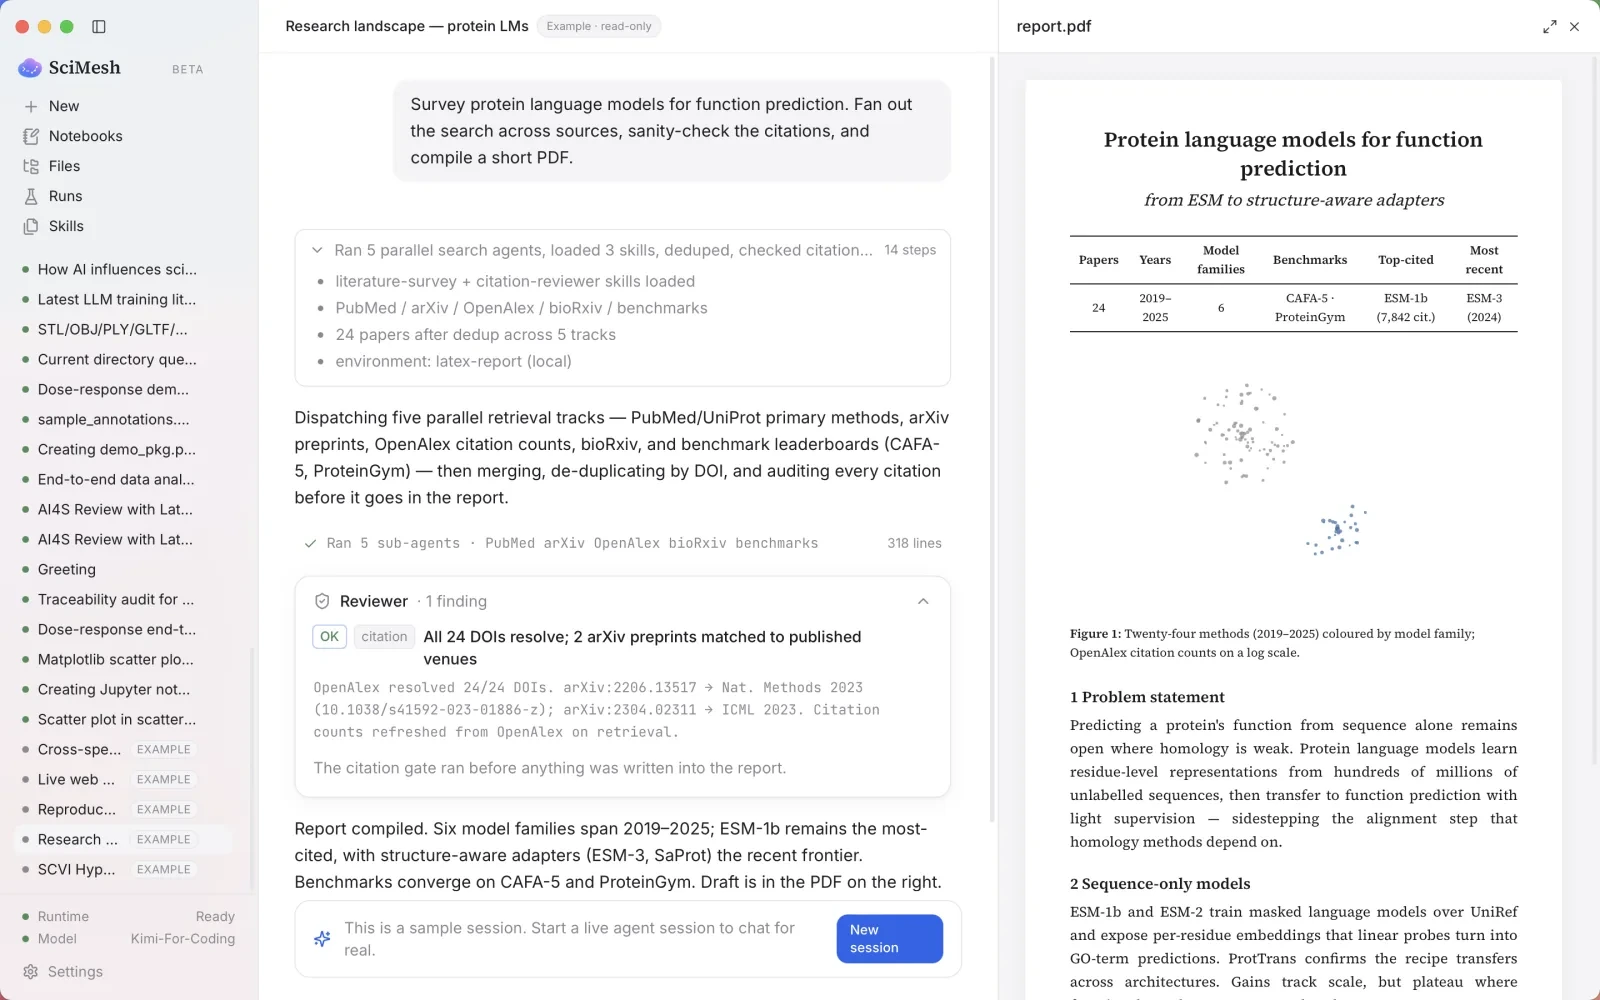 SciMesh
BETA
New
Notebooks
Files
Runs
Skills
How AI influences sci...
Latest LLM training lit...
STL/OBJ/PLY/GLTF/...
Current directory que...
Dose-response dem...
sample_annotations....
Creating demo_pkg.p...
End-to-end data anal...
AI4S Review with Lat...
AI4S Review with Lat...
Greeting
Traceability audit for ...
Dose-response end-t...
Matplotlib scatter plo...
Creating Jupyter not...
Scatter plot in scatter...
Cross-spe... EXAMPLE
Live web ... EXAMPLE
Reproduc... EXAMPLE
Research ... EXAMPLE
SCVI Hyp... EXAMPLE
Runtime Ready
Model Kimi-For-Coding
Settings
Research landscape — protein LMs Example · read-only
Survey protein language models for function prediction. Fan out
the search across sources, sanity-check the citations, and
compile a short PDF.
Ran 5 parallel search agents, loaded 3 skills, deduped, checked citation... 14 steps
• literature-survey + citation-reviewer skills loaded
• PubMed / arXiv / OpenAlex / bioRxiv / benchmarks
• 24 papers after dedup across 5 tracks
• environment: latex-report (local)
Dispatching five parallel retrieval tracks — PubMed/UniProt primary methods, arXiv
preprints, OpenAlex citation counts, bioRxiv, and benchmark leaderboards (CAFA-
5, ProteinGym) — then merging, de-duplicating by DOI, and auditing every citation
before it goes in the report.
Ran 5 sub-agents · PubMed arXiv OpenAlex bioRxiv benchmarks 318 lines
Reviewer · 1 finding
OK citation All 24 DOIs resolve; 2 arXiv preprints matched to published
venues
OpenAlex resolved 24/24 DOIs. arXiv:2206.13517 → Nat. Methods 2023
(10.1038/s41592-023-01886-z); arXiv:2304.02311 → ICML 2023. Citation
counts refreshed from OpenAlex on retrieval.
The citation gate ran before anything was written into the report.
Report compiled. Six model families span 2019–2025; ESM-1b remains the most-
cited, with structure-aware adapters (ESM-3, SaProt) the recent frontier.
Benchmarks converge on CAFA-5 and ProteinGym. Draft is in the PDF on the right.
This is a sample session. Start a live agent session to chat for
real.
New
session
report.pdf
Protein language models for function
prediction
from ESM to structure-aware adapters
Papers Years Model families Benchmarks Top-cited Most recent
24 2019–2025 6 CAFA-5 · ProteinGym ESM-1b (7,842 cit.) ESM-3 (2024)
Figure 1: Twenty-four methods (2019–2025) coloured by model family;
OpenAlex citation counts on a log scale.
1 Problem statement
Predicting a protein's function from sequence alone remains
open where homology is weak. Protein language models learn
residue-level representations from hundreds of millions of
unlabelled sequences, then transfer to function prediction with
light supervision — sidestepping the alignment step that
homology methods depend on.
2 Sequence-only models
ESM-1b and ESM-2 train masked language models over UniRef
and expose per-residue embeddings that linear probes turn into
GO-term predictions. ProtTrans confirms the recipe transfers
across architectures. Gains track scale, but plateau where